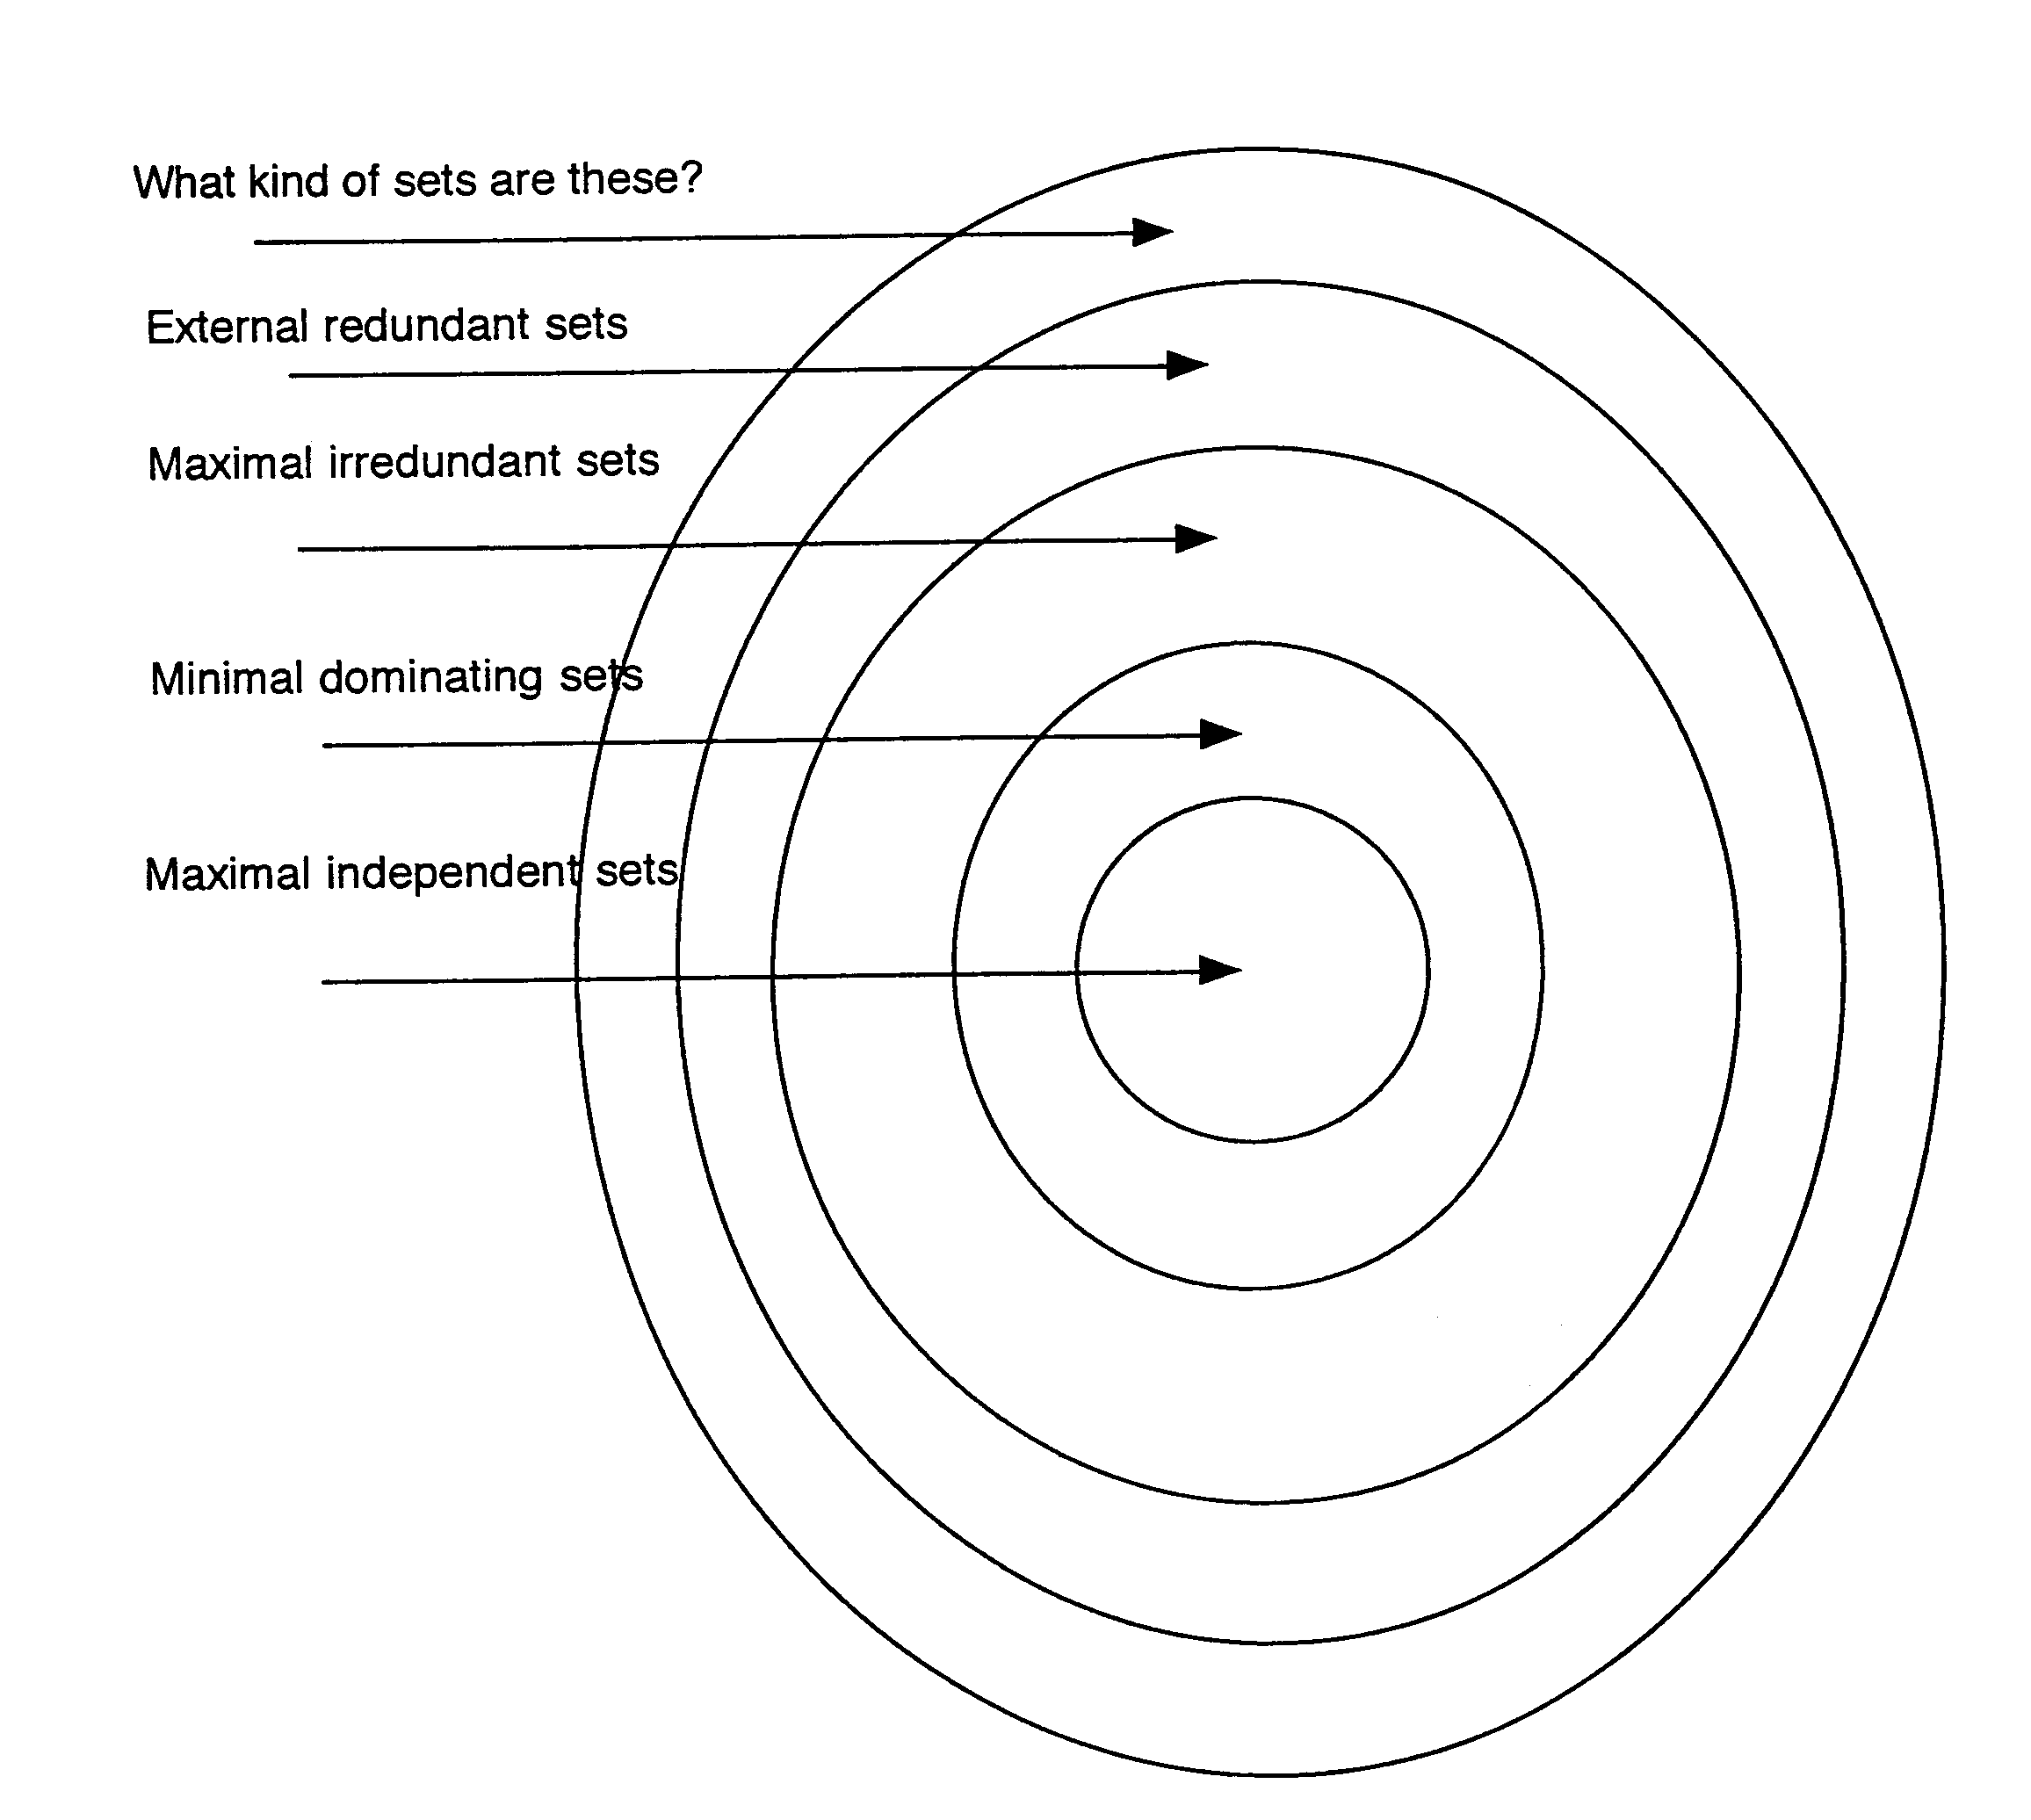 What kind of sets are these?
External redundant sets
Maximal irredundant sets
Minimal dominating sets
Maximal independent sets